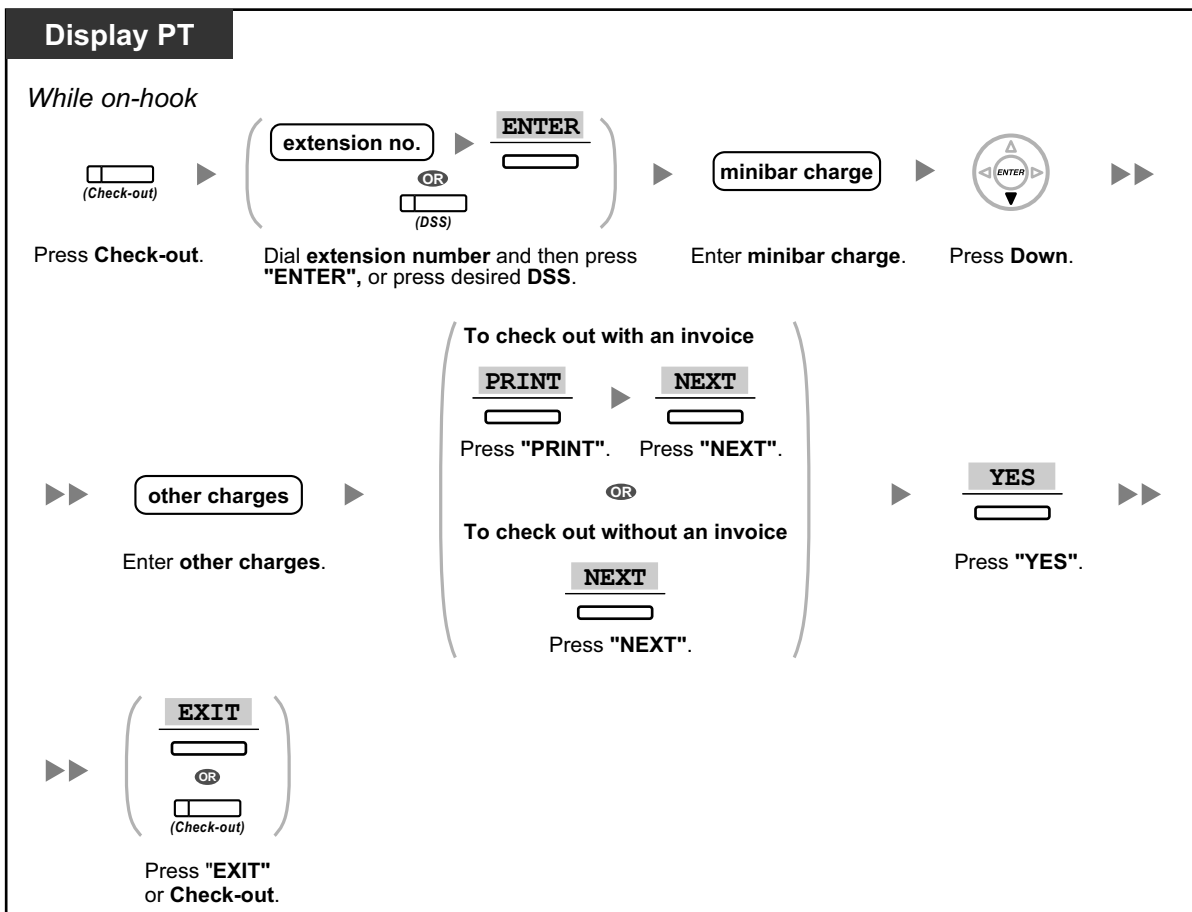 Display PT
While on-hook
(Check-out)
extension no.
ENTER
OR
(DSS)
minibar charge
ENTER
Press Check-out.
Dial extension number and then press
"ENTER", or press desired DSS.
Enter minibar charge.
Press Down.
other charges
Enter other charges.
To check out with an invoice
PRINT
NEXT
Press "PRINT".
Press "NEXT".
OR
To check out without an invoice
NEXT
Press "NEXT".
YES
Press "YES".
EXIT
OR
(Check-out)
Press "EXIT"
or Check-out.